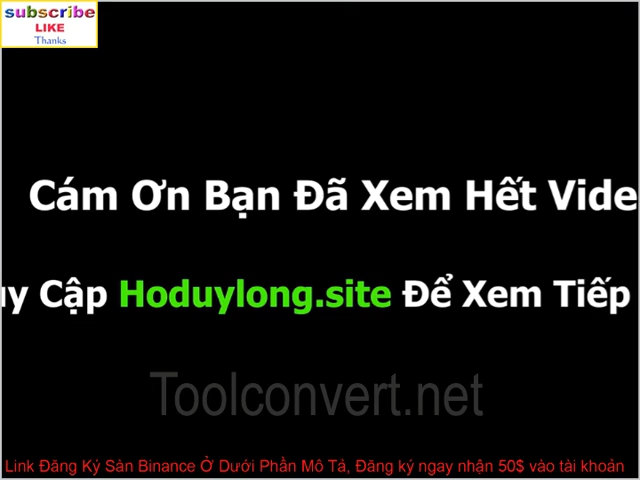 subscribe
LIKE
Thanks
Cám Ơn Bạn Đã Xem Hết Vide
uy Cập Hoduylong.site Để Xem Tiếp
Toolconvert.net
Link Đăng Ký Sàn Binance Ở Dưới Phần Mô Tả, Đăng ký ngay nhận 50$ vào tài khoản